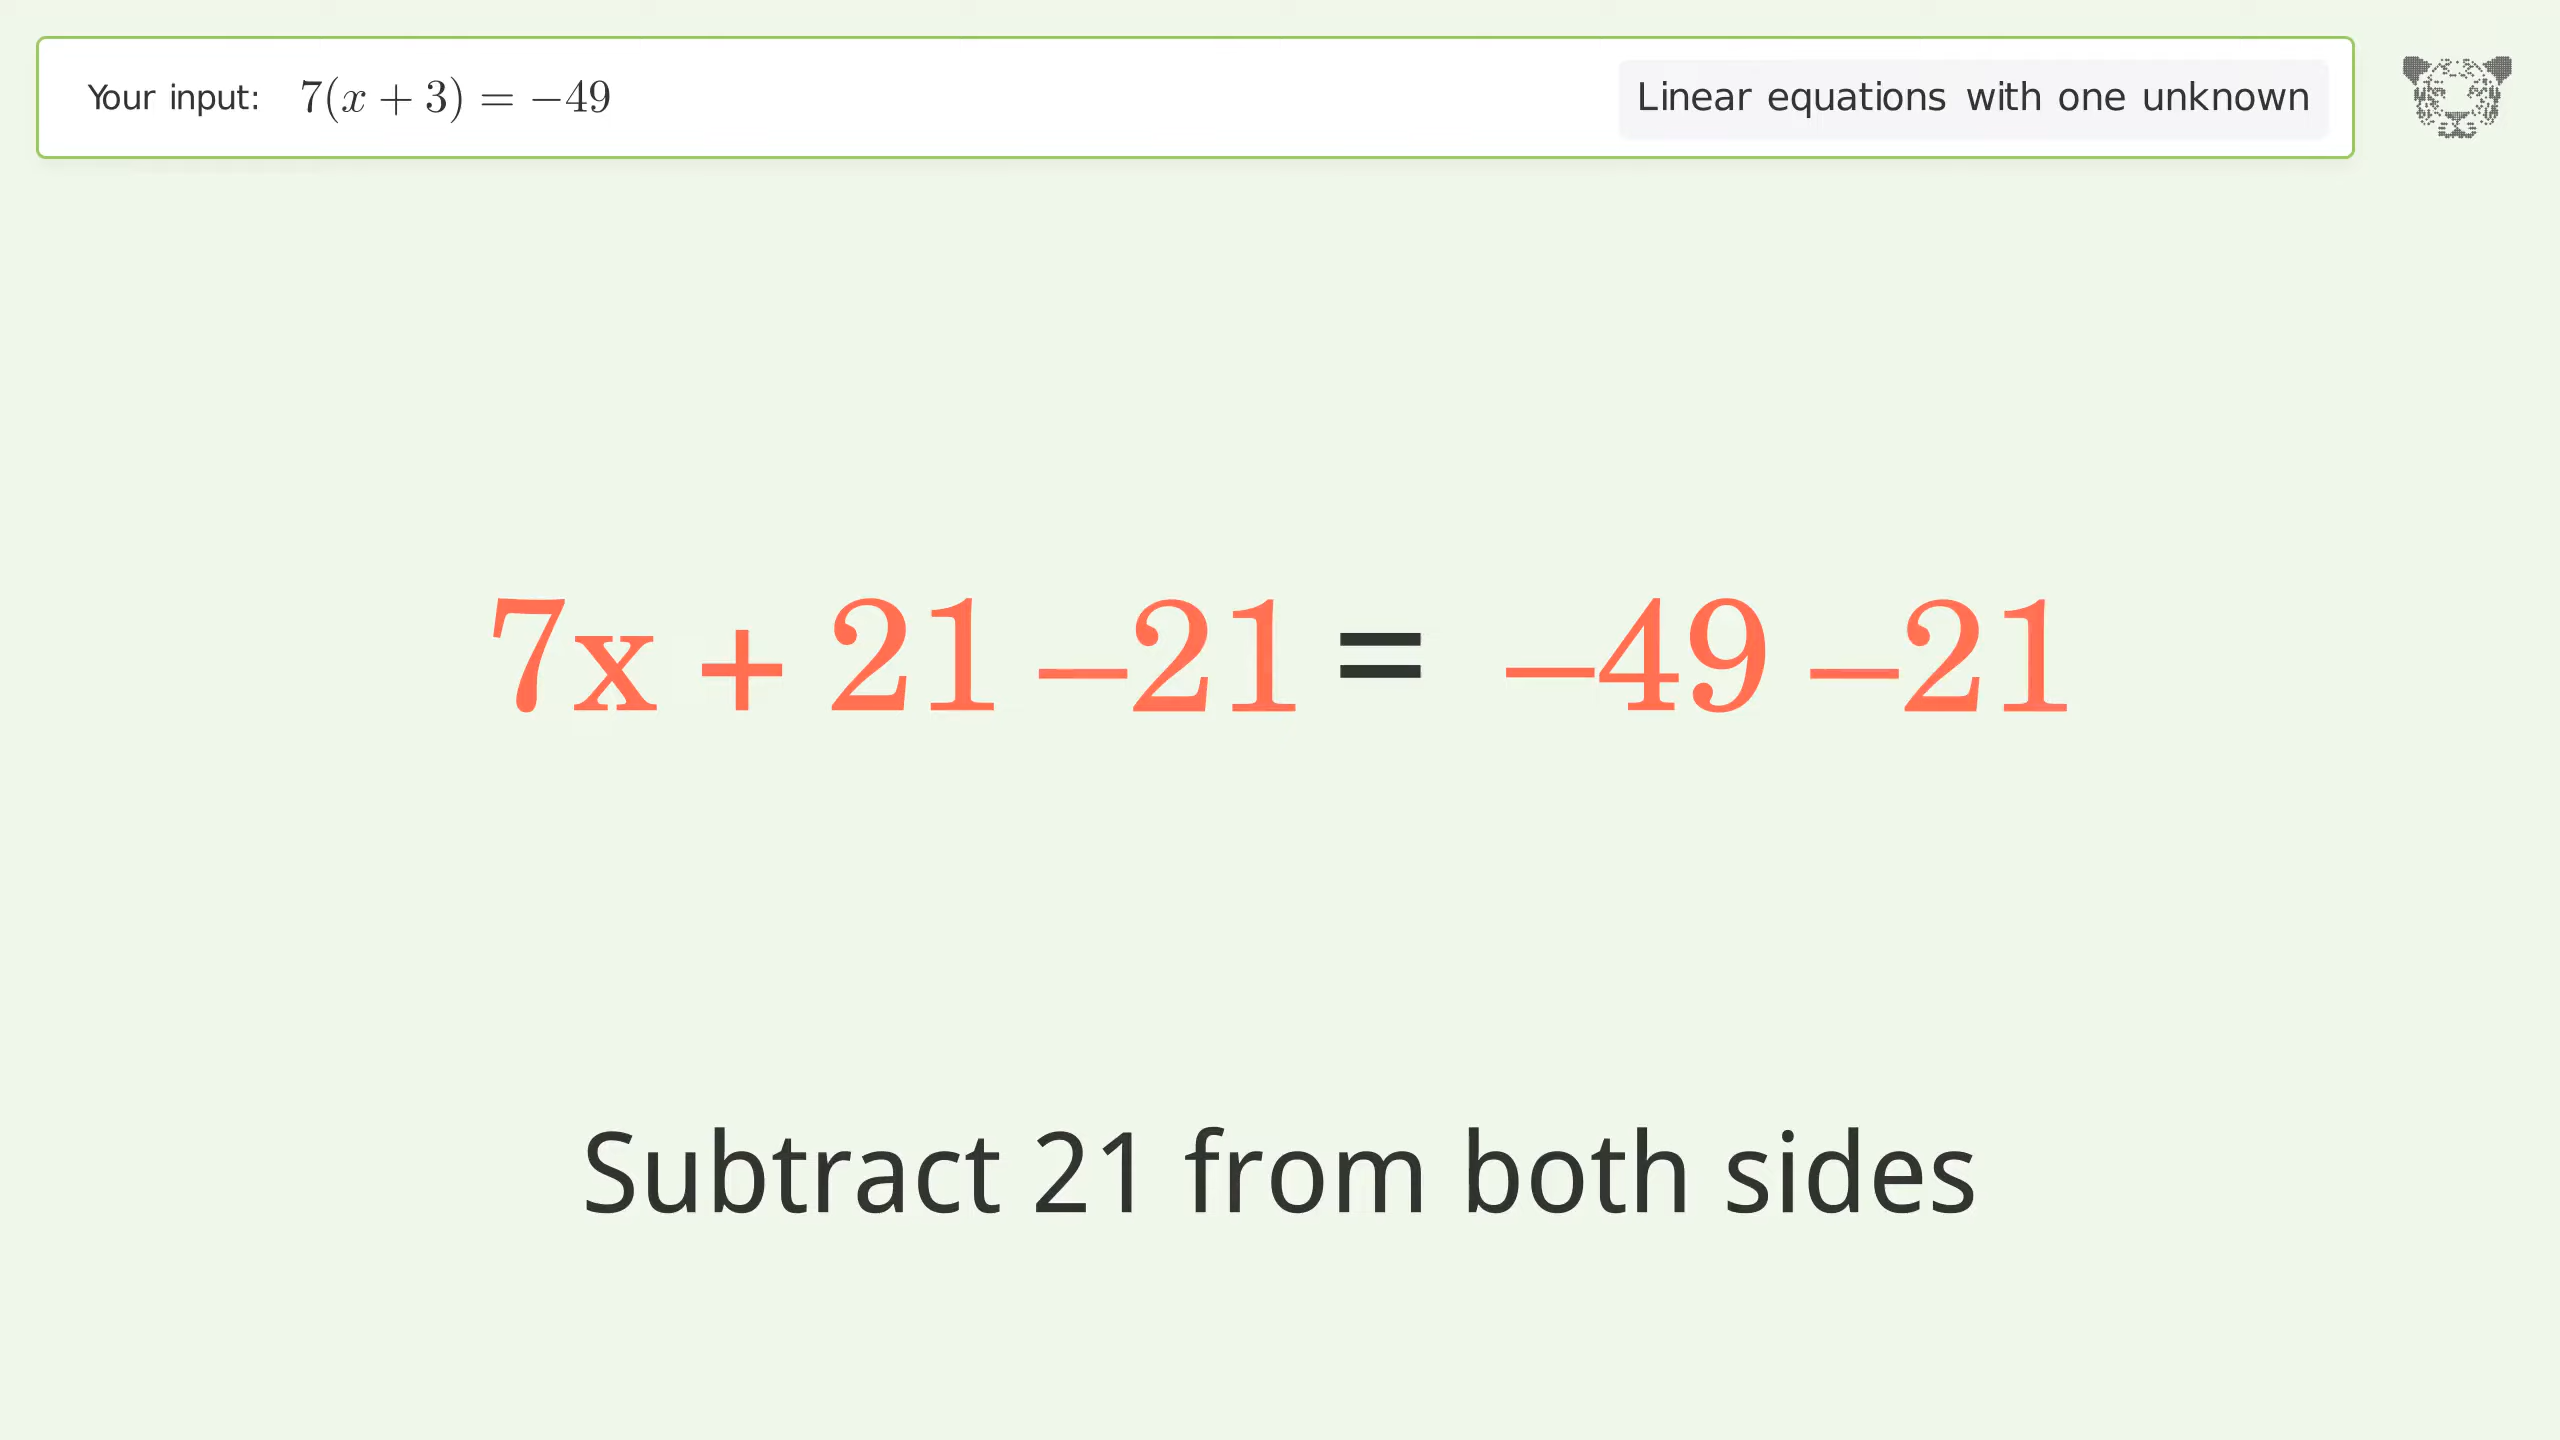 Your input: 7(x + 3) = −49
Linear equations with one unknown
7x + 21 −21 = −49 −21
Subtract 21 from both sides